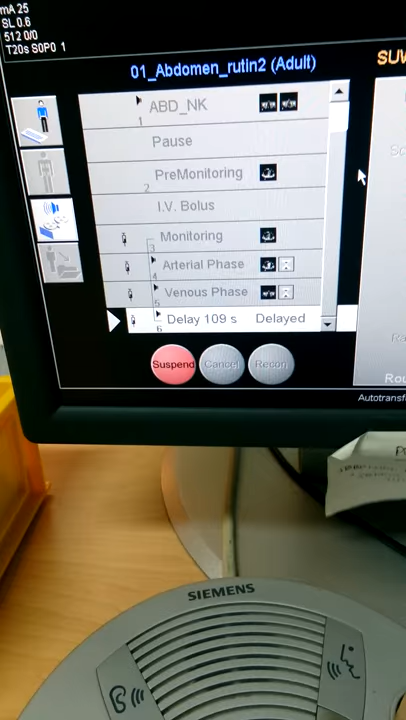 mA 25
SL 0.6
512 0/0
T20s S0P0 1
01_Abdomen_rutin2 (Adult)
1 ABD_NK
Pause
2 PreMonitoring
I.V. Bolus
3 Monitoring
4 Arterial Phase
5 Venous Phase
6 Delay 109 s Delayed
Suspend Cancel Recon
Rou
Autotransf
SIEMENS